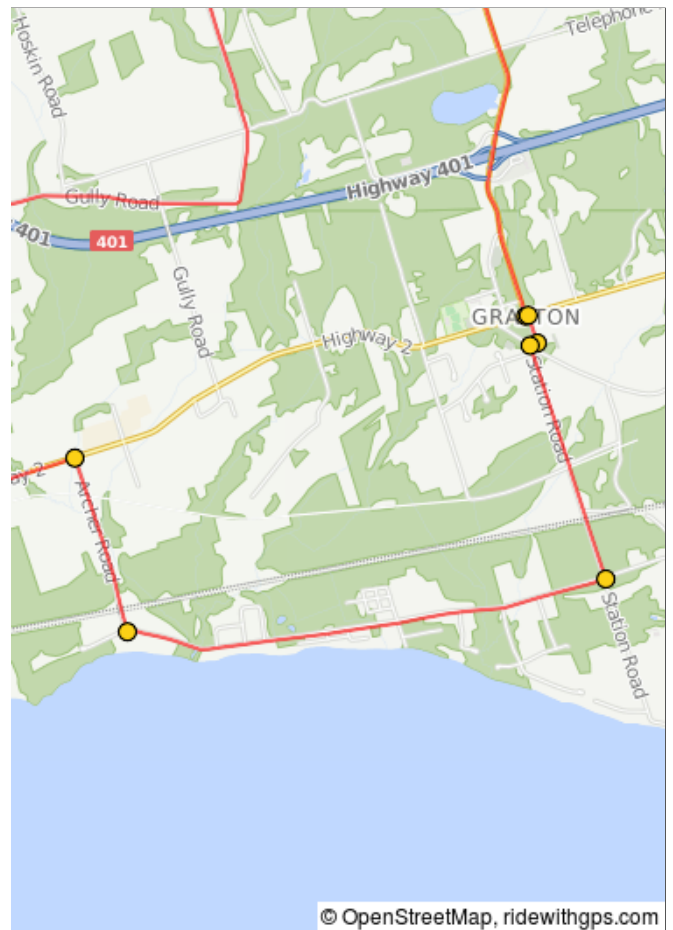 Hoskin Road
Telephone
Highway 401
Gully Road
401
401
Gully Road
GRAFTON
Highway 2
Station Road
2
Archer Road
Station Road
© OpenStreetMap, ridewithgps.com